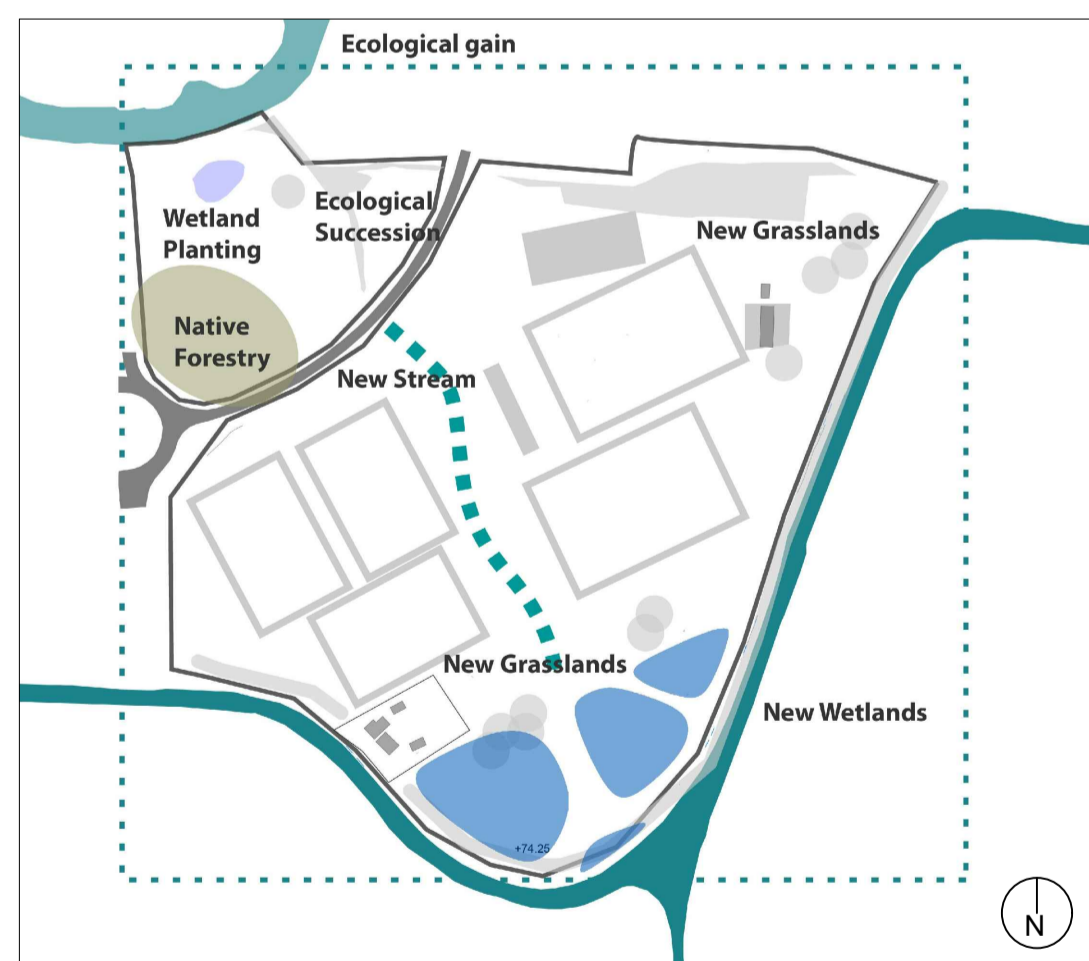 Ecological gain
Ecological
Succession
Wetland
Planting
New Grasslands
Native
Forestry
New Stream
New Grasslands
New Wetlands
+74.25
N